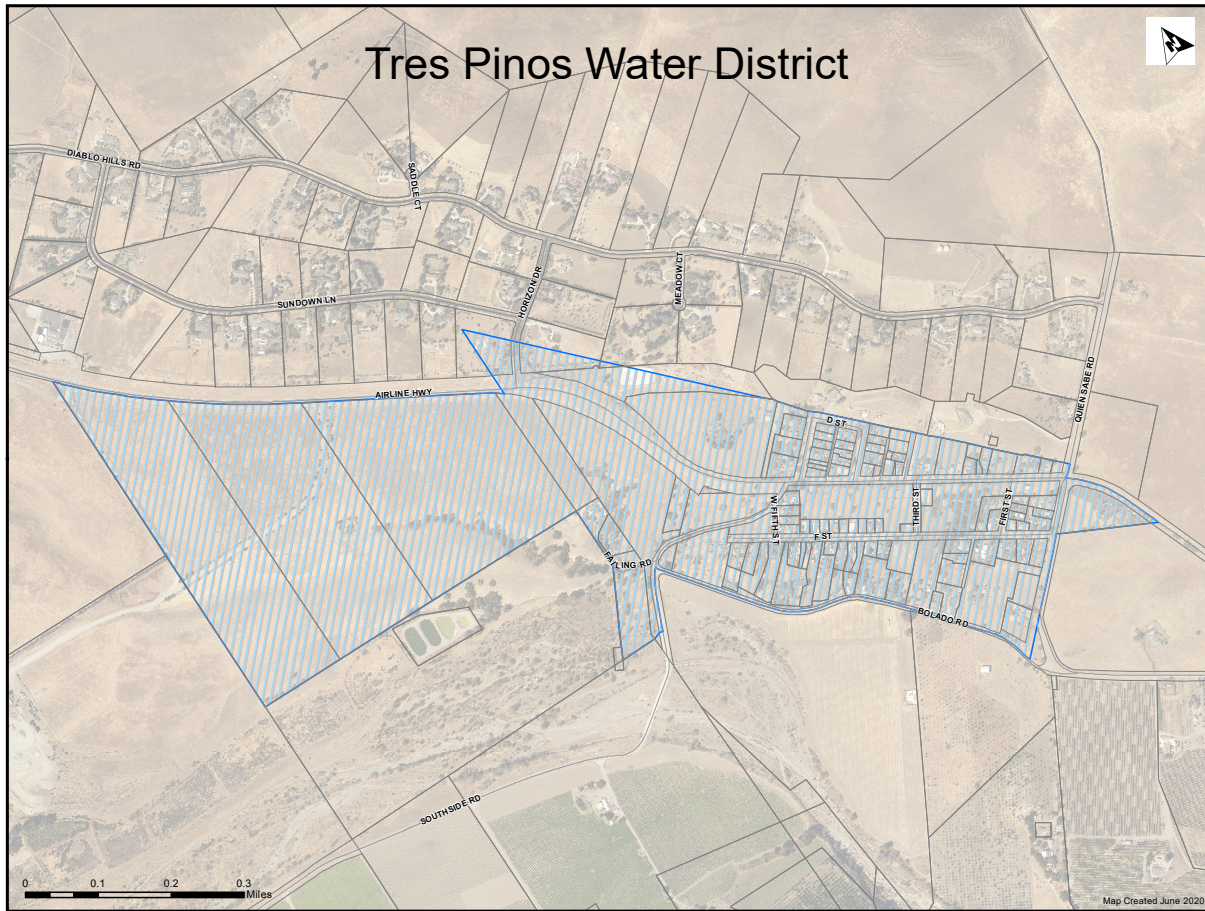 Tres Pinos Water District
N
DIABLO HILLS RD
SADDLE CT
HORIZON DR
MEADOW CT
SUNDOWN LN
QUIEN SABE RD
AIRLINE HWY
D ST
W. FIFTH ST
THIRD ST
FIRST ST
F ST
FALLING RD
BOLADO RD
SOUTHSIDE RD
0 0.1 0.2 0.3
Miles
Map Created June 2020